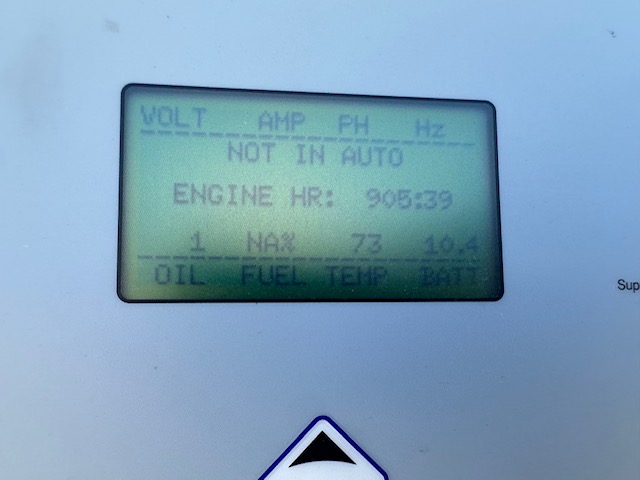 VOLT AMP PH Hz
NOT IN AUTO
ENGINE HR: 905:39
1 NA% 73 10.4
OIL FUEL TEMP BATT
Sup